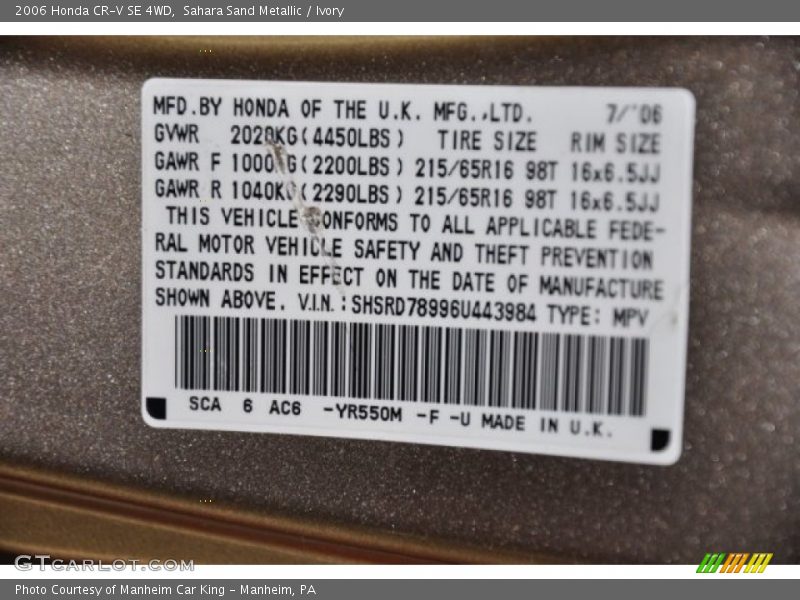 2006 Honda CR-V SE 4WD,  Sahara Sand Metallic / Ivory
MFD.BY HONDA OF THE U.K. MFG.,LTD. 7/'06
GVWR 2020KG(4450LBS) TIRE SIZE RIM SIZE
GAWR F 1000KG(2200LBS) 215/65R16 98T 16x6.5JJ
GAWR R 1040KG(2290LBS) 215/65R16 98T 16x6.5JJ
THIS VEHICLE CONFORMS TO ALL APPLICABLE FEDE-
RAL MOTOR VEHICLE SAFETY AND THEFT PREVENTION
STANDARDS IN EFFECT ON THE DATE OF MANUFACTURE
SHOWN ABOVE. V.I.N.:SHSRD78996U443984 TYPE: MPV
SCA 6 AC6 -YR550M -F -U MADE IN U.K.
GTCARLOT.COM
Photo Courtesy of Manheim Car King - Manheim, PA